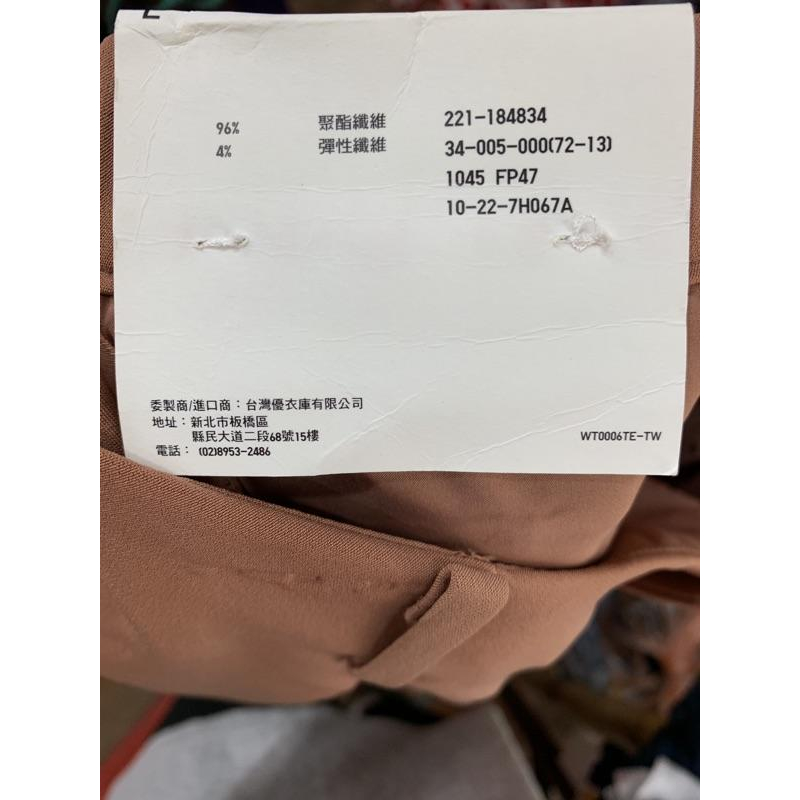 96% 聚酯纖維 221-184834
4% 彈性纖維 34-005-000(72-13)
1045 FP47
10-22-7H067A
委製商/進口商：台灣優衣庫有限公司
地址：新北市板橋區
縣民大道二段68號15樓
電話： (02)8953-2486
WT0006TE-TW